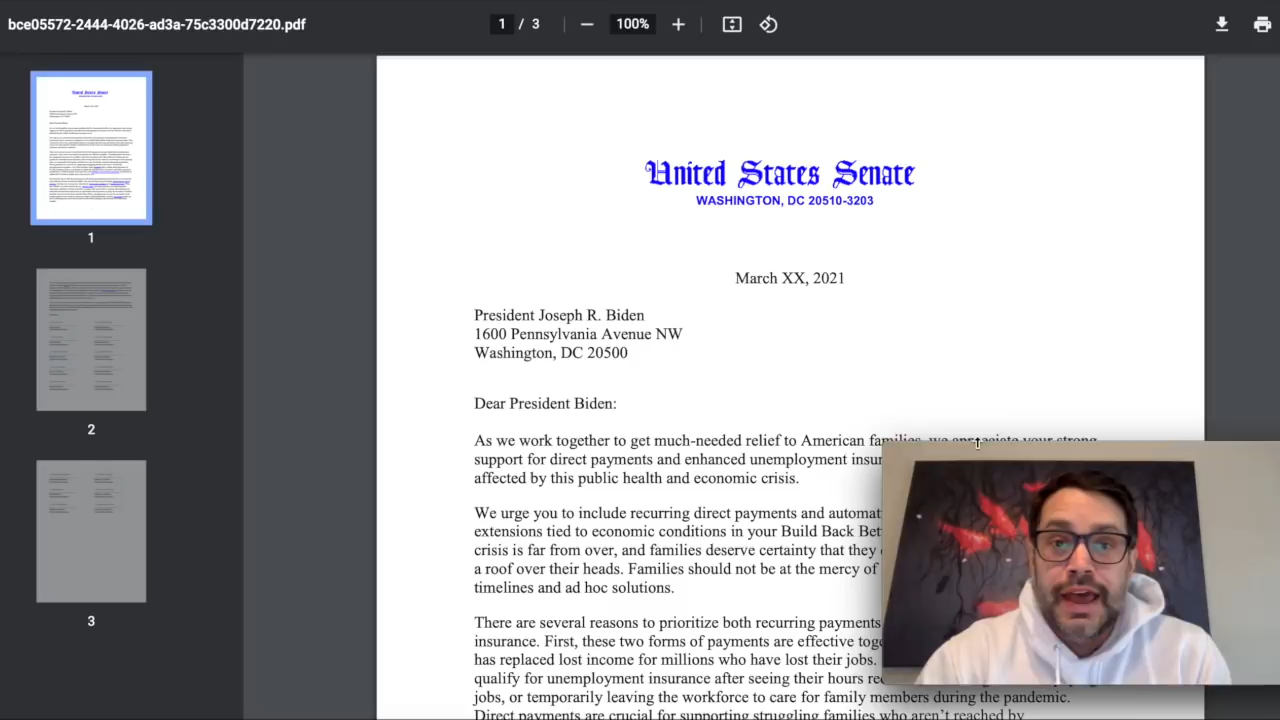 bce05572-2444-4026-ad3a-75c3300d7220.pdf
1 / 3
100%
1
2
3
United States Senate
WASHINGTON, DC 20510-3203
March XX, 2021
President Joseph R. Biden
1600 Pennsylvania Avenue NW
Washington, DC 20500
Dear President Biden:
As we work together to get much-needed relief to American families, we appreciate your strong
support for direct payments and enhanced unemployment insur
affected by this public health and economic crisis.
We urge you to include recurring direct payments and automat
extensions tied to economic conditions in your Build Back Bet
crisis is far from over, and families deserve certainty that they
a roof over their heads. Families should not be at the mercy of
timelines and ad hoc solutions.
There are several reasons to prioritize both recurring payments
insurance. First, these two forms of payments are effective toge
has replaced lost income for millions who have lost their jobs.
qualify for unemployment insurance after seeing their hours re
jobs, or temporarily leaving the workforce to care for family members during the pandemic.
Direct payments are crucial for supporting struggling families who aren't reached by